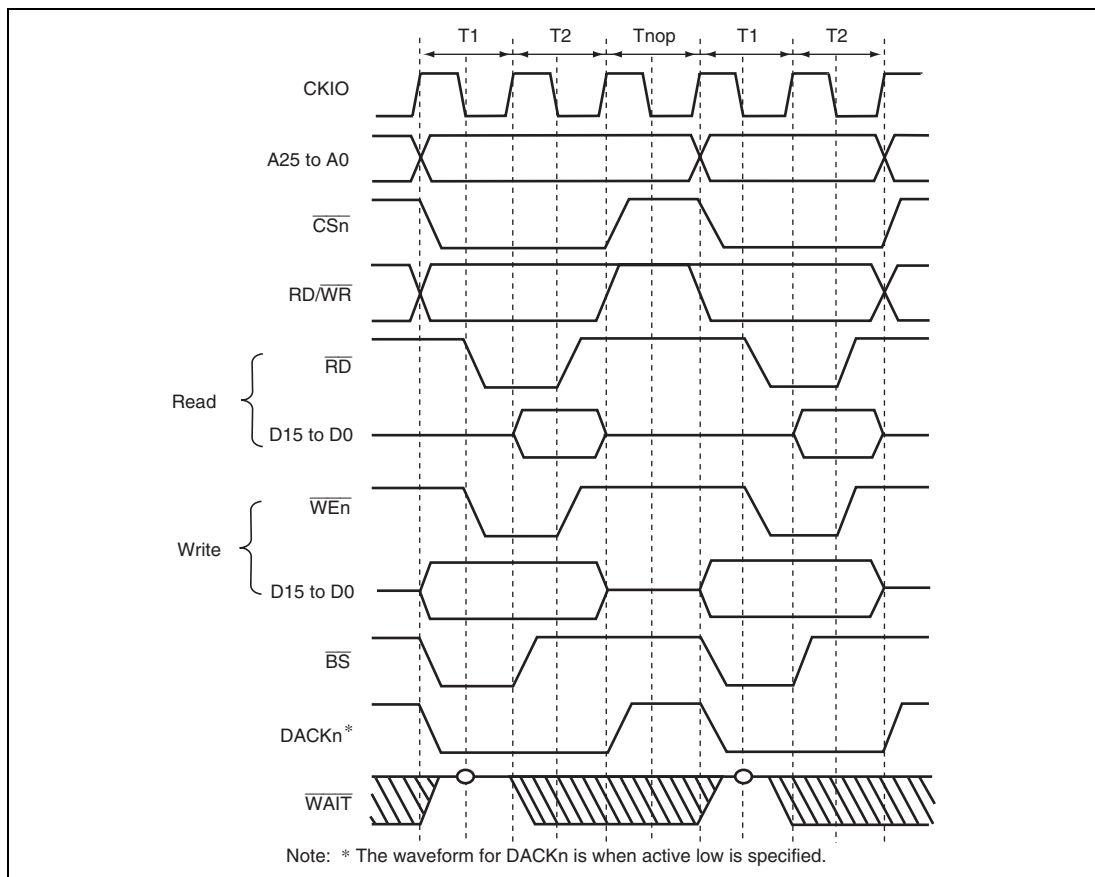 T1 T2 Tnop T1 T2
CKIO
A25 to A0
CSn
RD/WR
RD
Read
D15 to D0
WEn
Write
D15 to D0
BS
DACKn*
WAIT
Note: * The waveform for DACKn is when active low is specified.